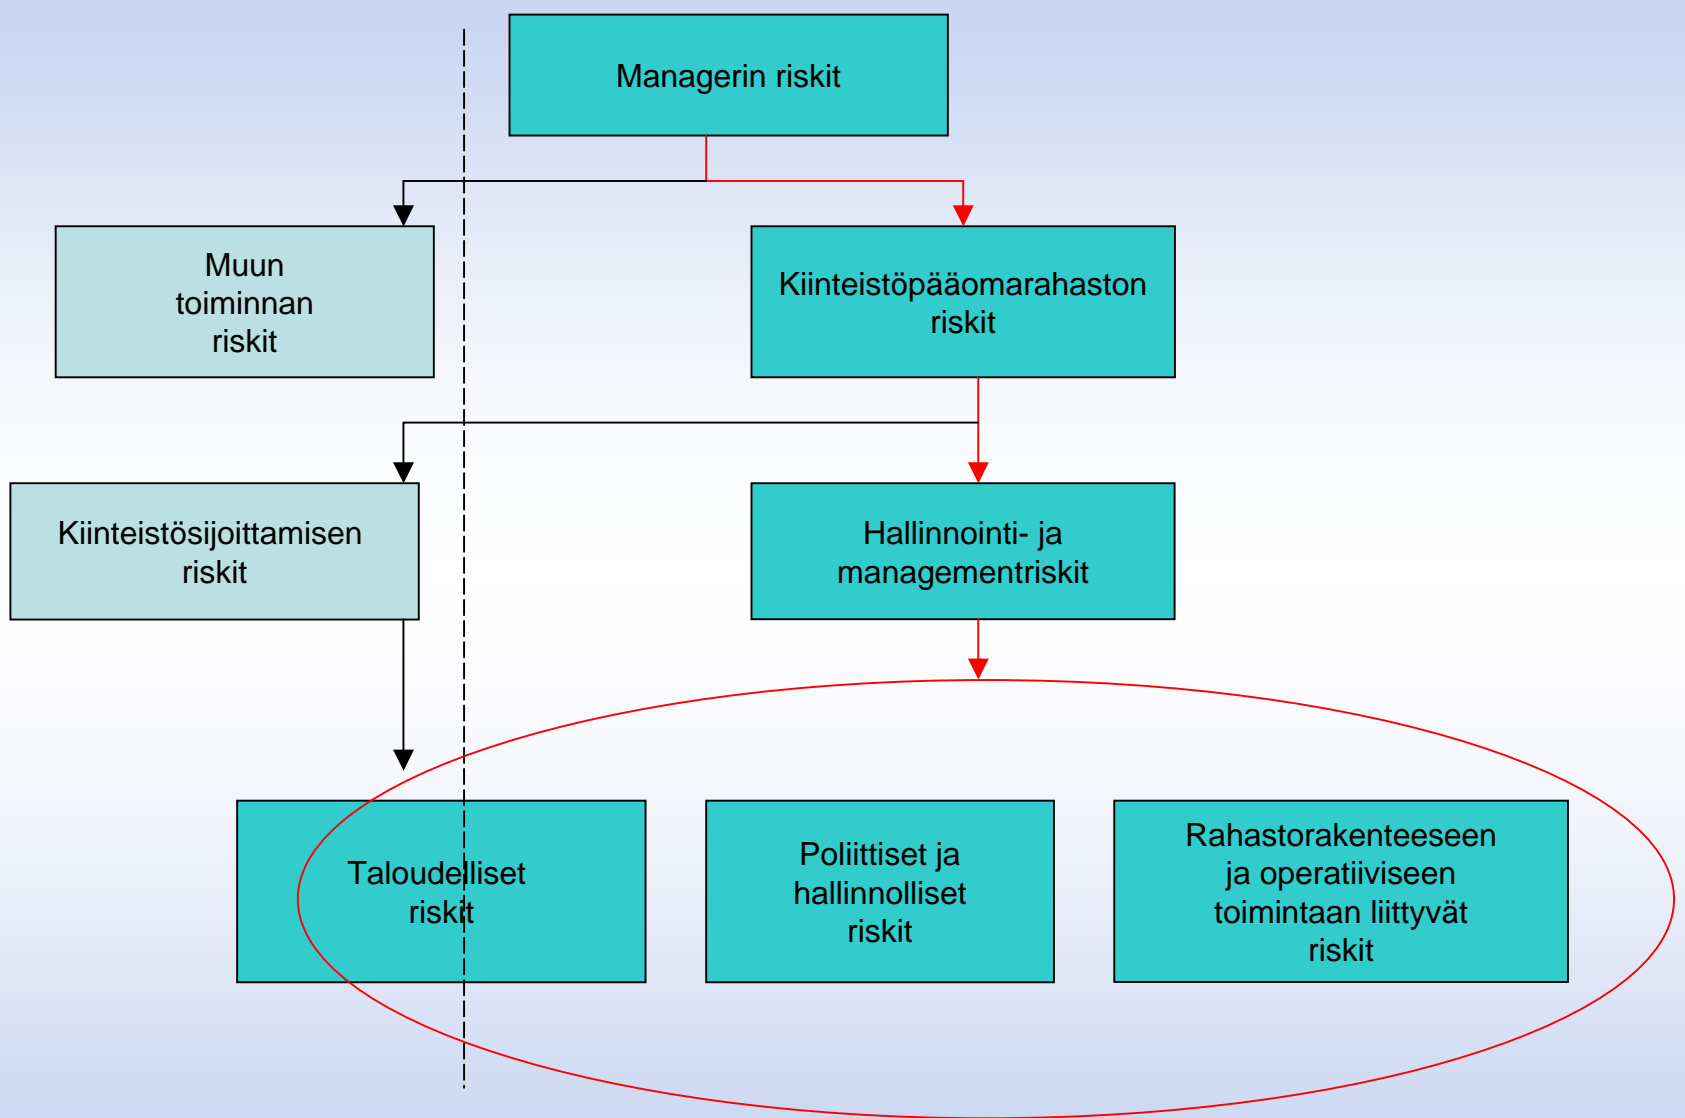 Managerin riskit
Muun
toiminnan
riskit
Kiinteistöpääomarahaston
riskit
Kiinteistösijoittamisen
riskit
Hallinnointi- ja
managementriskit
Taloudelliset
riskit
Poliittiset ja
hallinnolliset
riskit
Rahastorakenteeseen
ja operatiiviseen
toimintaan liittyvät
riskit